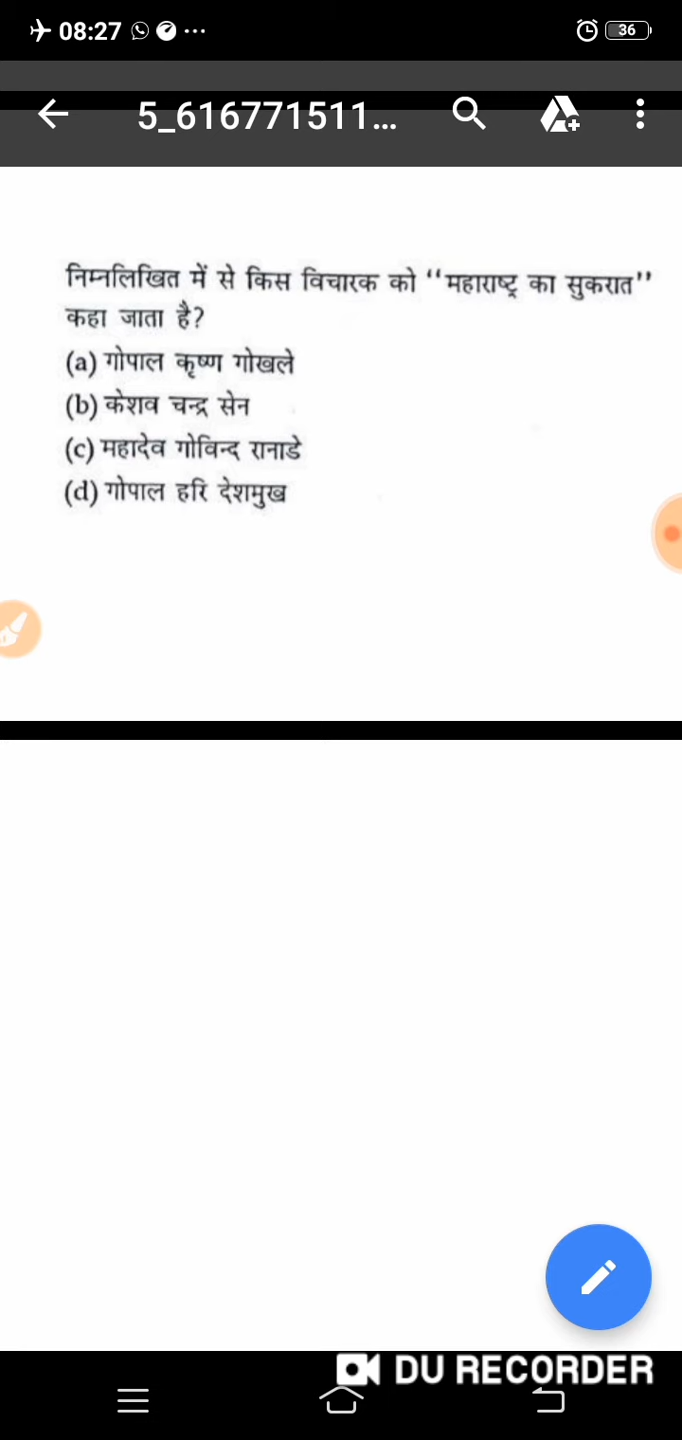 08:27
36
5_616771511...
निम्नलिखित में से किस विचारक को ‘‘महाराष्ट्र का सुकरात’’
कहा जाता है?
(a) गोपाल कृष्ण गोखले
(b) केशव चन्द्र सेन
(c) महादेव गोविन्द रानाडे
(d) गोपाल हरि देशमुख
DU RECORDER